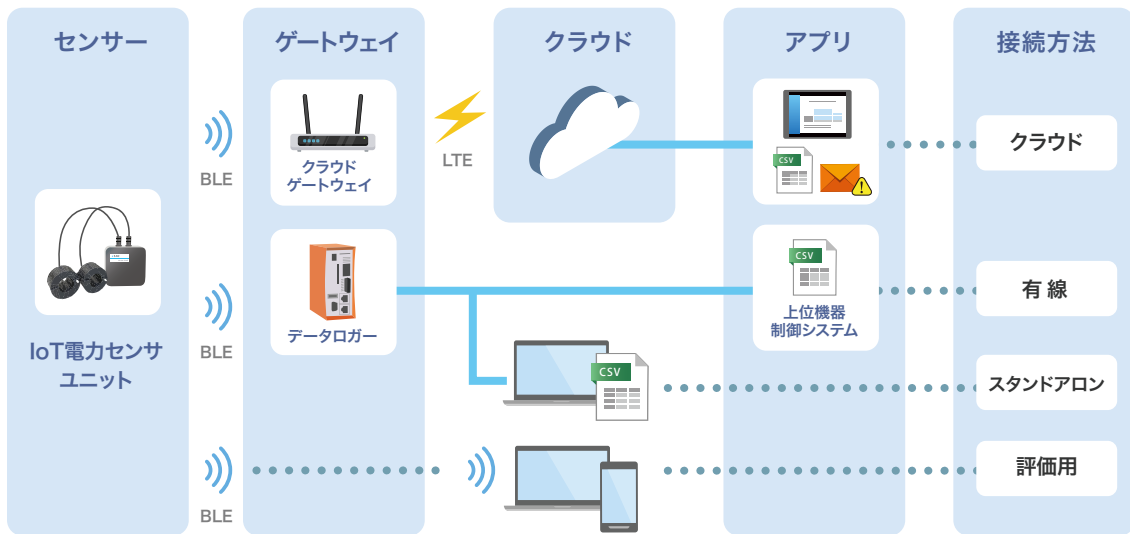 センサー
ゲートウェイ
クラウド
アプリ
接続方法
BLE
クラウド
ゲートウェイ
LTE
CSV
クラウド
IoT電力センサ
ユニット
BLE
データロガー
CSV
上位機器
制御システム
有線
CSV
スタンドアロン
BLE
評価用